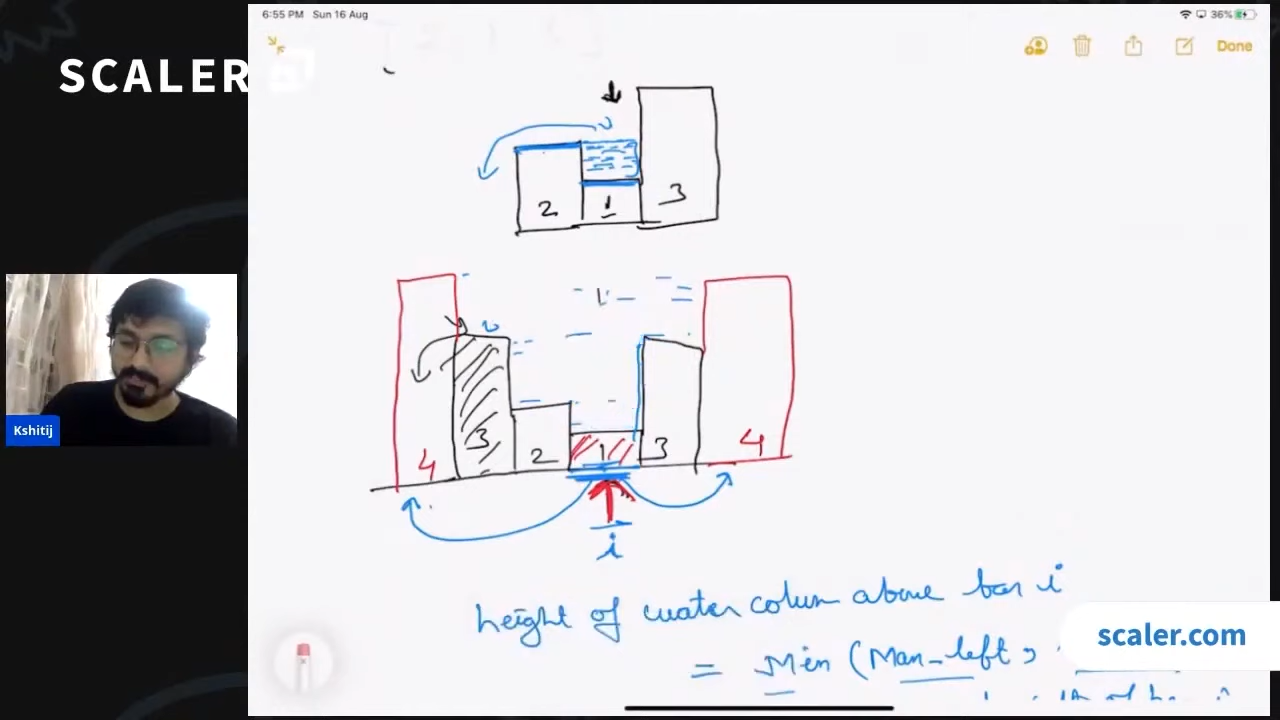 6:55 PM Sun 16 Aug
36%
SCALER
Done
2 1 3
4 3 2 1 3 4
i
Kshitij
height of water column above bar i
= Min (Max_left,
scaler.com